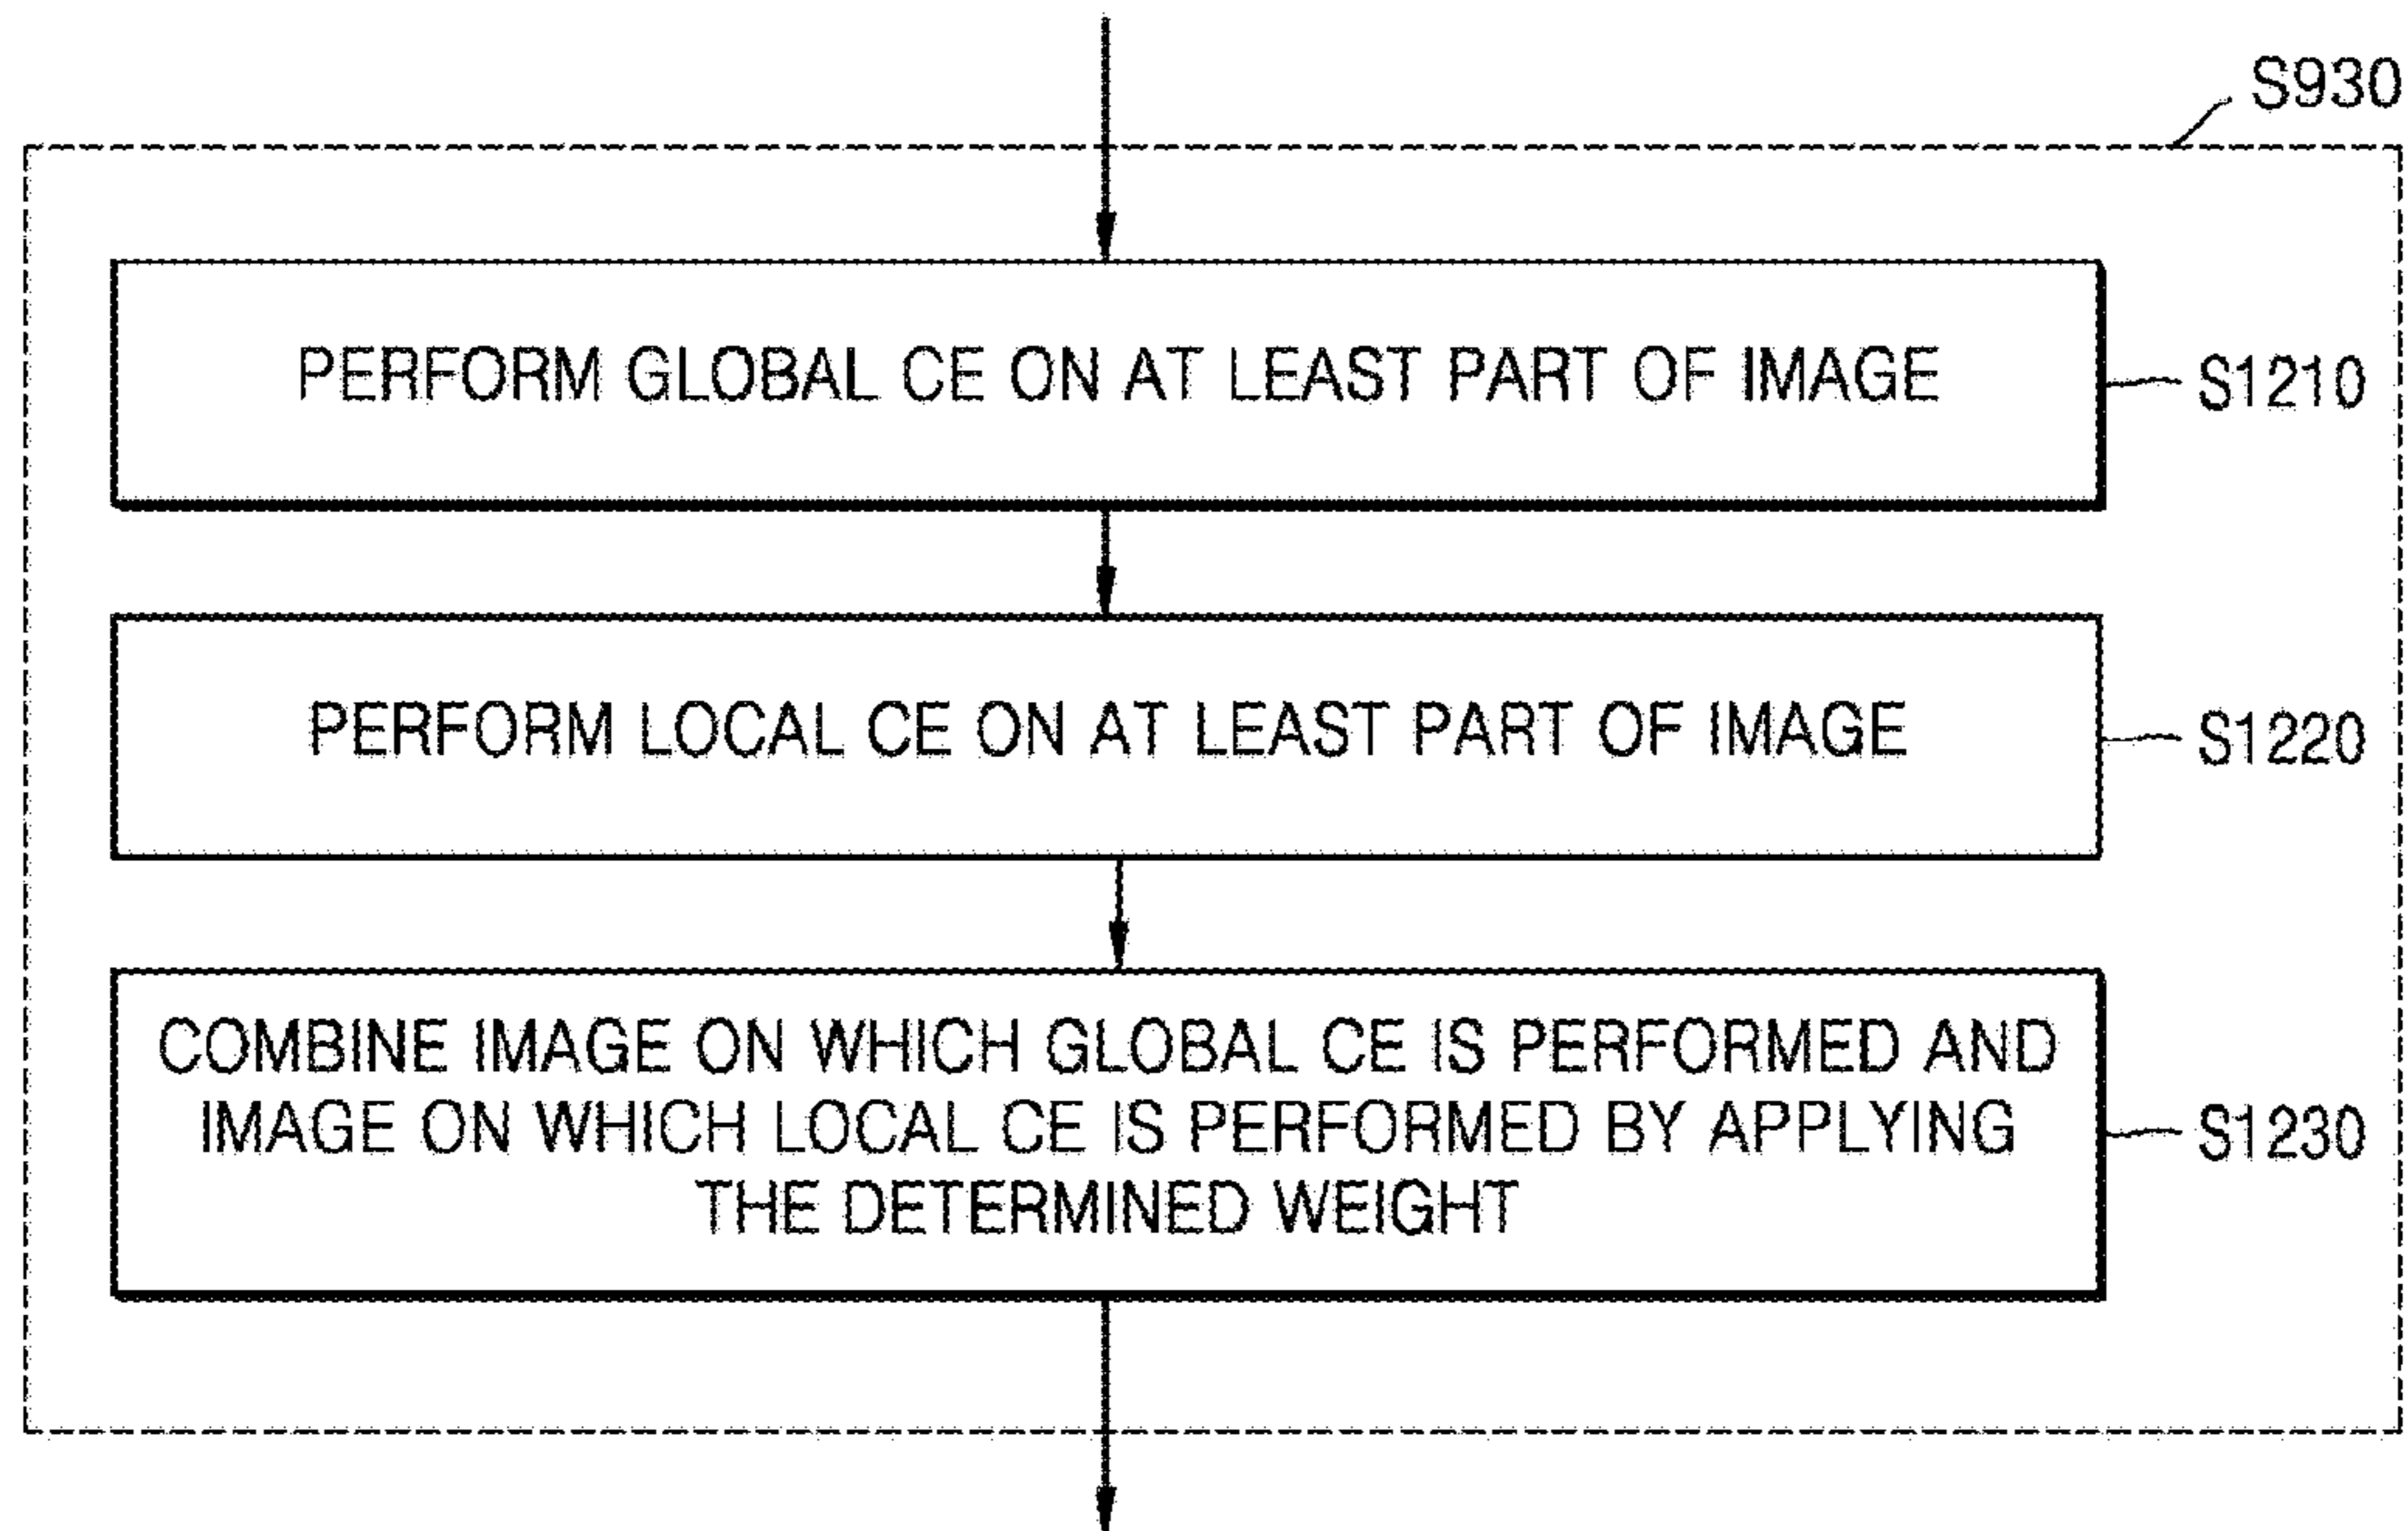 S930
PERFORM GLOBAL CE ON AT LEAST PART OF IMAGE
S1210
PERFORM LOCAL CE ON AT LEAST PART OF IMAGE
S1220
COMBINE IMAGE ON WHICH GLOBAL CE IS PERFORMED AND
IMAGE ON WHICH LOCAL CE IS PERFORMED BY APPLYING
THE DETERMINED WEIGHT
S1230